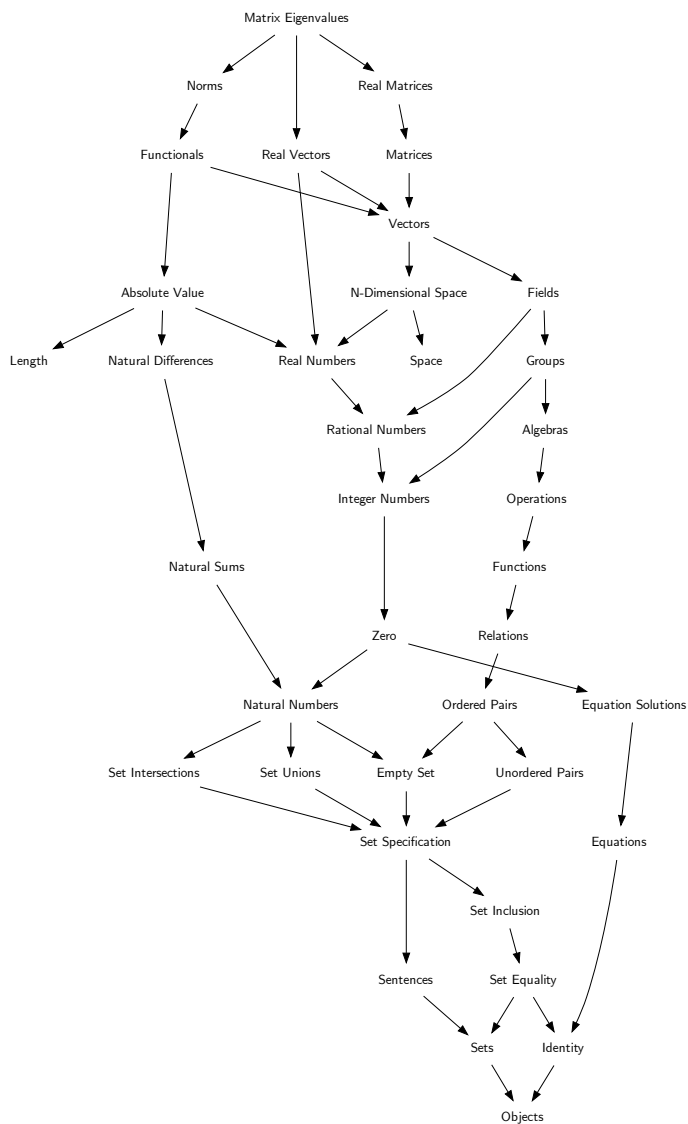 Matrix Eigenvalues
Norms
Real Matrices
Functionals
Real Vectors
Matrices
Vectors
Absolute Value
N-Dimensional Space
Fields
Length
Natural Differences
Real Numbers
Space
Groups
Rational Numbers
Algebras
Integer Numbers
Operations
Natural Sums
Functions
Zero
Relations
Natural Numbers
Ordered Pairs
Equation Solutions
Set Intersections
Set Unions
Empty Set
Unordered Pairs
Set Specification
Equations
Set Inclusion
Sentences
Set Equality
Sets
Identity
Objects